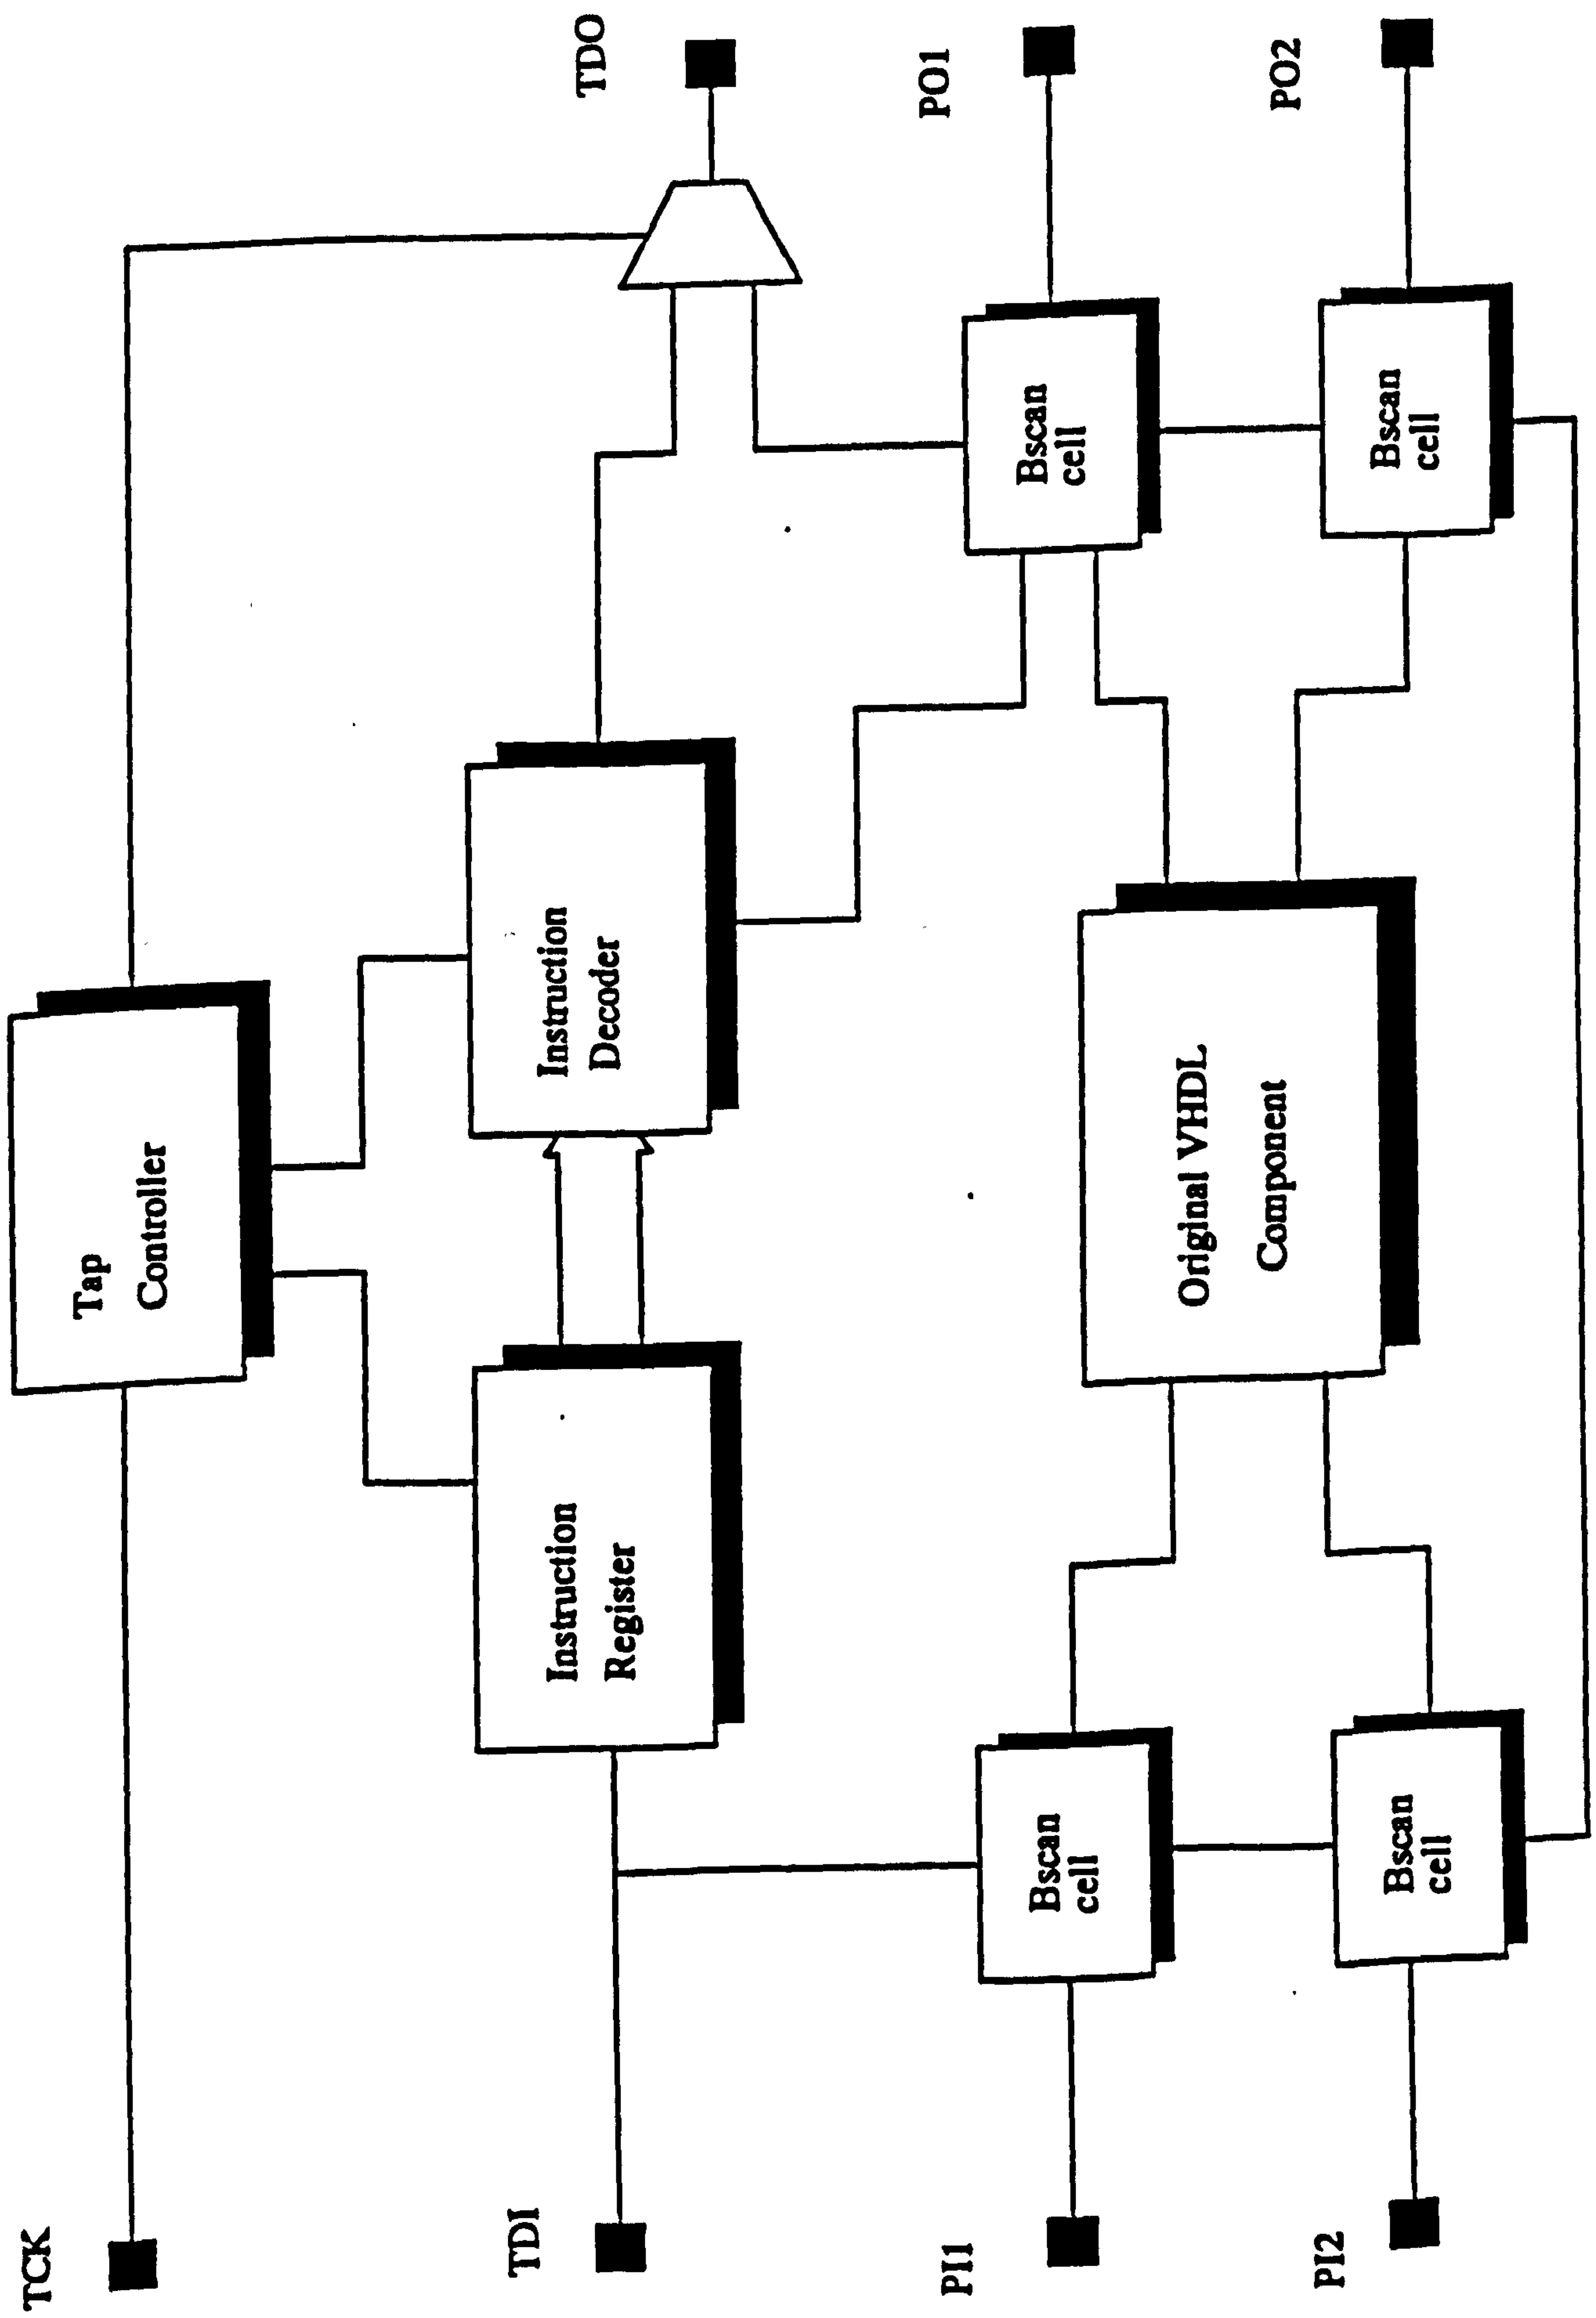 TCK
Tap
Controller
TDI
Instruction
Register
Instruction
Decoder
TDO
PI1
Bscan
cell
Original VHDL
Component
Bscan
cell
PO1
PI2
Bscan
cell
Bscan
cell
PO2